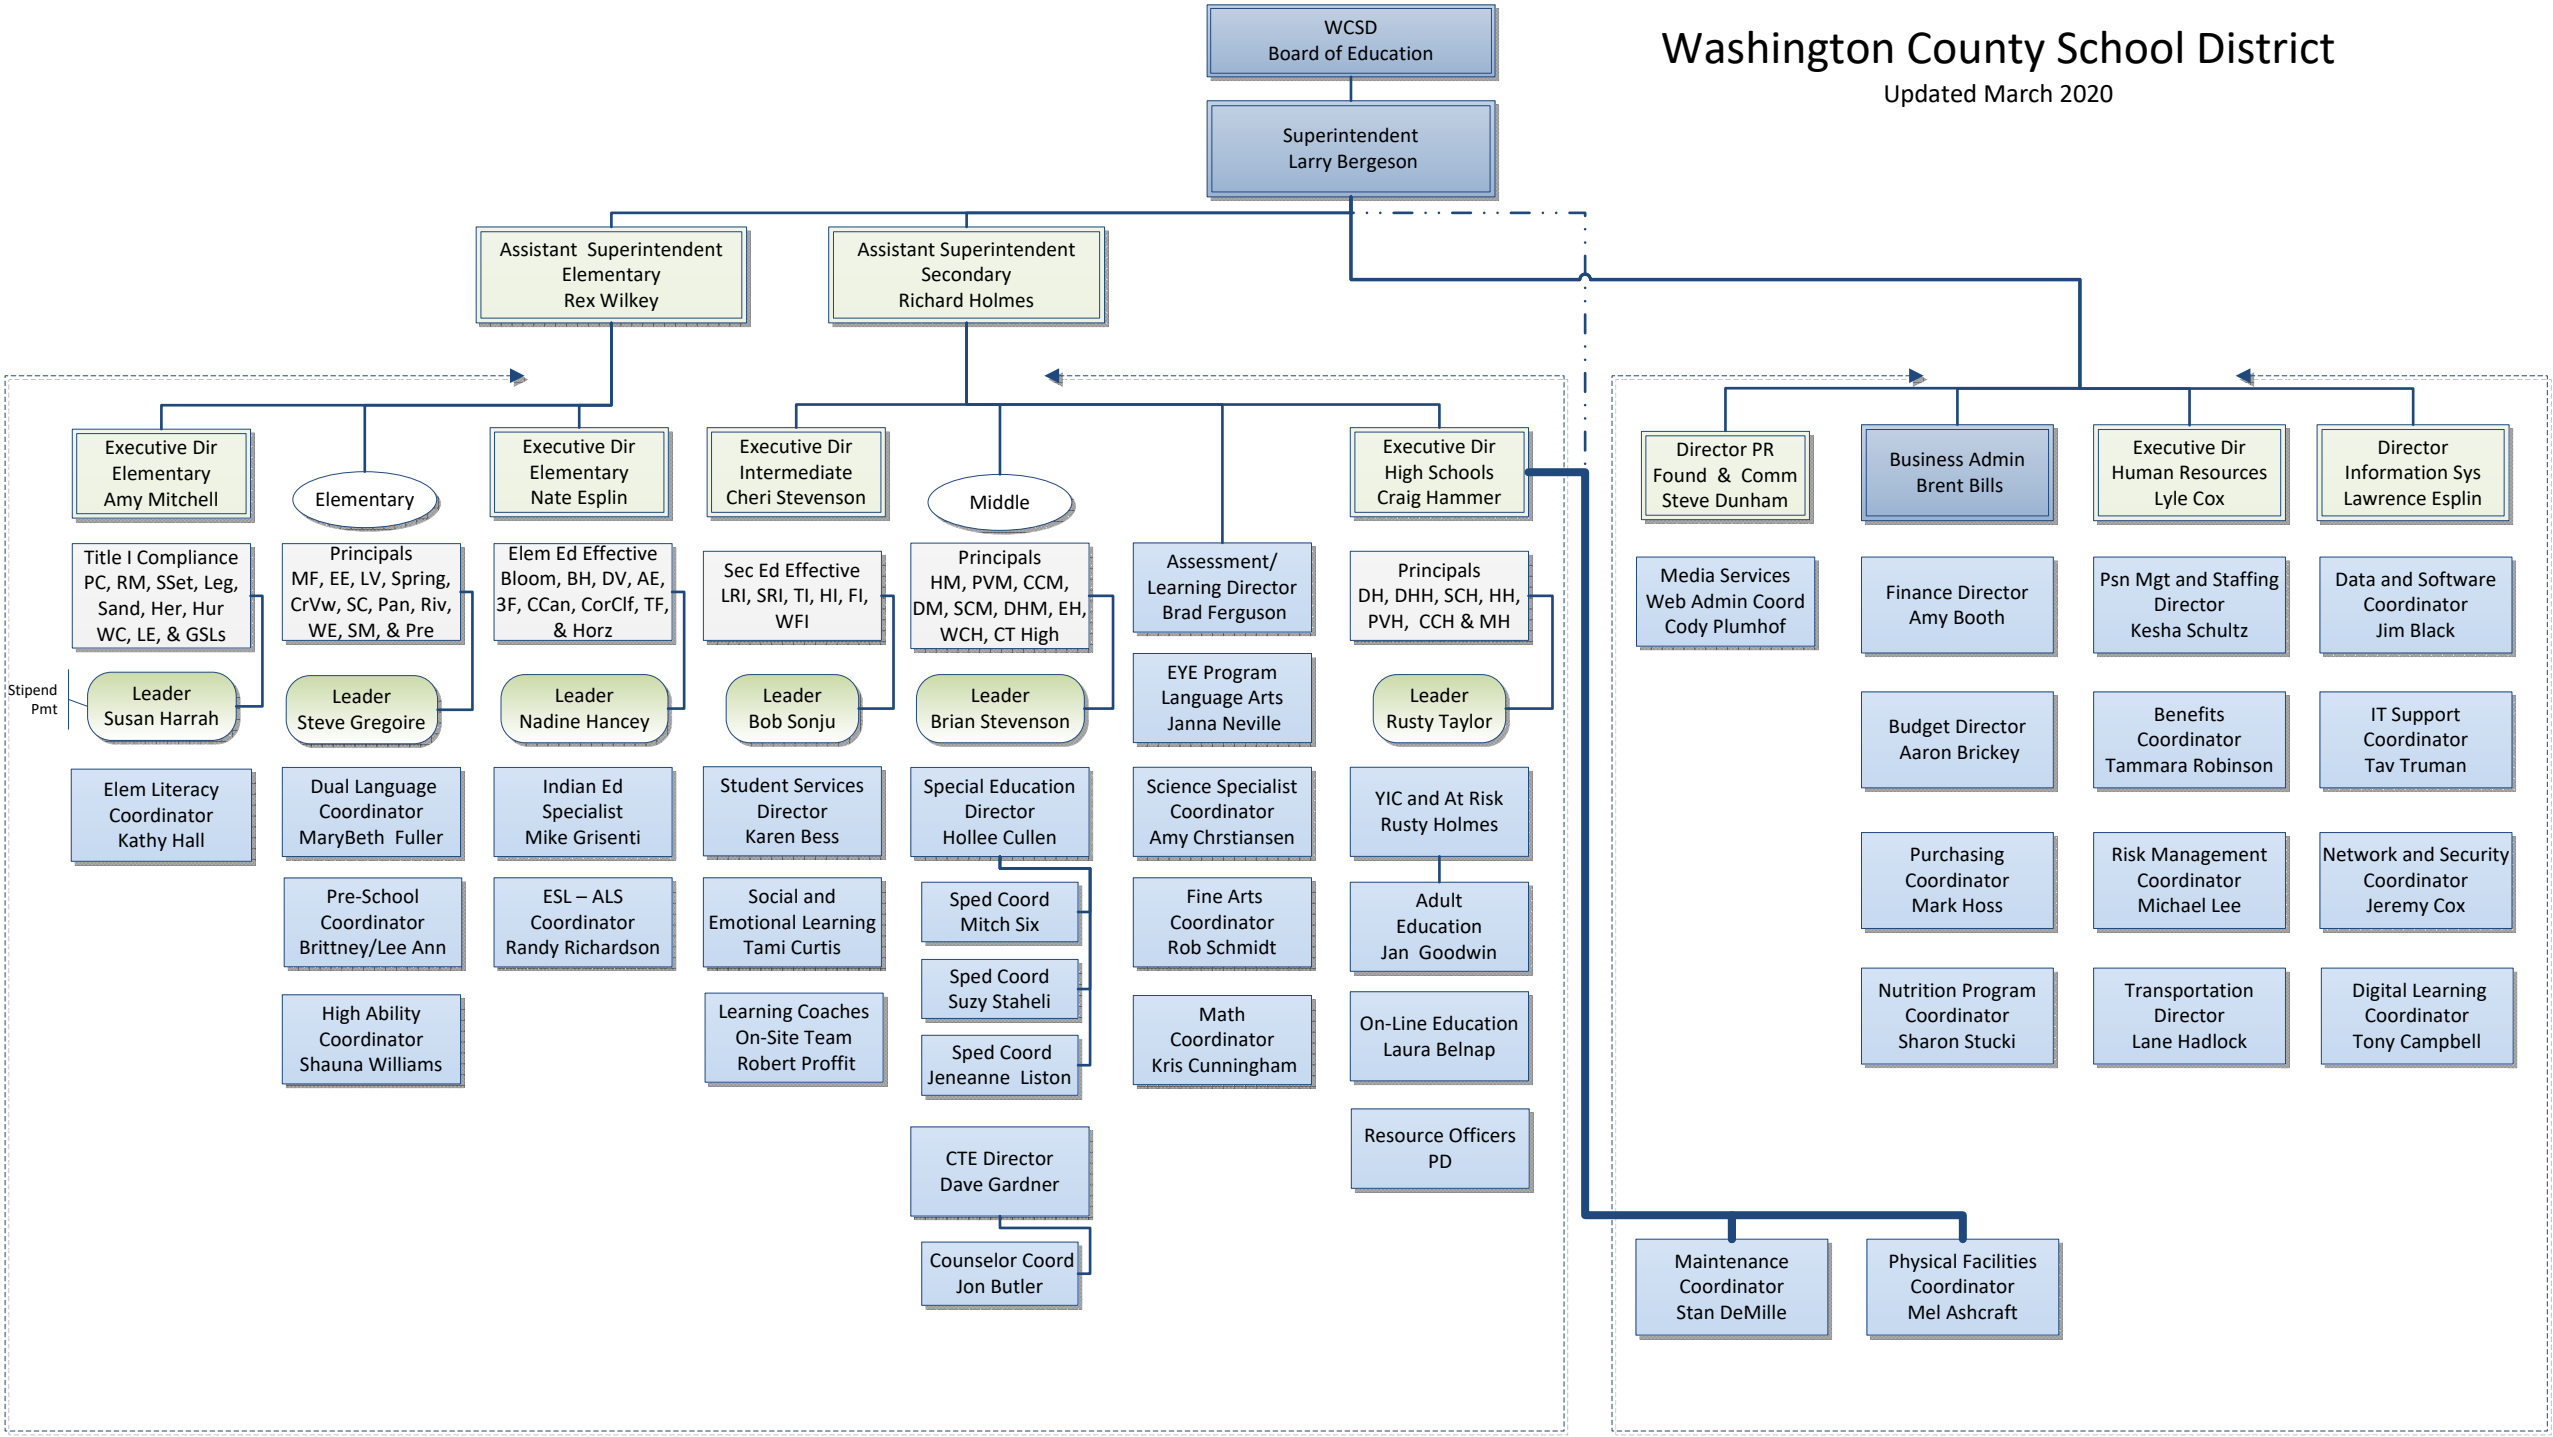 WCSD
Board of Education
Washington County School District
Updated March 2020
Superintendent
Larry Bergeson
Assistant  Superintendent
Elementary
Rex Wilkey
Assistant Superintendent
Secondary
Richard Holmes
Executive Dir
Elementary
Amy Mitchell
Elementary
Executive Dir
Elementary
Nate Esplin
Executive Dir
Intermediate
Cheri Stevenson
Middle
Executive Dir
High Schools
Craig Hammer
Director PR
Found  &  Comm
Steve Dunham
Business Admin
Brent Bills
Executive Dir
Human Resources
Lyle Cox
Director
Information Sys
Lawrence Esplin
Title I Compliance
PC, RM, SSet, Leg,
Sand, Her, Hur
WC, LE, & GSLs
Principals
MF, EE, LV, Spring,
CrVw, SC, Pan, Riv,
WE, SM, & Pre
Elem Ed Effective
Bloom, BH, DV, AE,
3F, CCan, CorClf, TF,
& Horz
Sec Ed Effective
LRI, SRI, TI, HI, FI,
WFI
Principals
HM, PVM, CCM,
DM, SCM, DHM, EH,
WCH, CT High
Assessment/
Learning Director
Brad Ferguson
Principals
DH, DHH, SCH, HH,
PVH,  CCH & MH
Media Services
Web Admin Coord
Cody Plumhof
Finance Director
Amy Booth
Psn Mgt and Staffing
Director
Kesha Schultz
Data and Software
Coordinator
Jim Black
Stipend
Pmt
Leader
Susan Harrah
Leader
Steve Gregoire
Leader
Nadine Hancey
Leader
Bob Sonju
Leader
Brian Stevenson
EYE Program
Language Arts
Janna Neville
Leader
Rusty Taylor
Budget Director
Aaron Brickey
Benefits
Coordinator
Tammara Robinson
IT Support
Coordinator
Tav Truman
Elem Literacy
Coordinator
Kathy Hall
Dual Language
Coordinator
MaryBeth  Fuller
Indian Ed
Specialist
Mike Grisenti
Student Services
Director
Karen Bess
Special Education
Director
Hollee Cullen
Science Specialist
Coordinator
Amy Chrstiansen
YIC and At Risk
Rusty Holmes
Purchasing
Coordinator
Mark Hoss
Risk Management
Coordinator
Michael Lee
Network and Security
Coordinator
Jeremy Cox
Pre-School
Coordinator
Brittney/Lee Ann
ESL – ALS
Coordinator
Randy Richardson
Social and
Emotional Learning
Tami Curtis
Sped Coord
Mitch Six
Fine Arts
Coordinator
Rob Schmidt
Adult
Education
Jan  Goodwin
Sped Coord
Suzy Staheli
Nutrition Program
Coordinator
Sharon Stucki
Transportation
Director
Lane Hadlock
Digital Learning
Coordinator
Tony Campbell
High Ability
Coordinator
Shauna Williams
Learning Coaches
On-Site Team
Robert Proffit
Sped Coord
Jeneanne  Liston
Math
Coordinator
Kris Cunningham
On-Line Education
Laura Belnap
CTE Director
Dave Gardner
Resource Officers
PD
Counselor Coord
Jon Butler
Maintenance
Coordinator
Stan DeMille
Physical Facilities
Coordinator
Mel Ashcraft